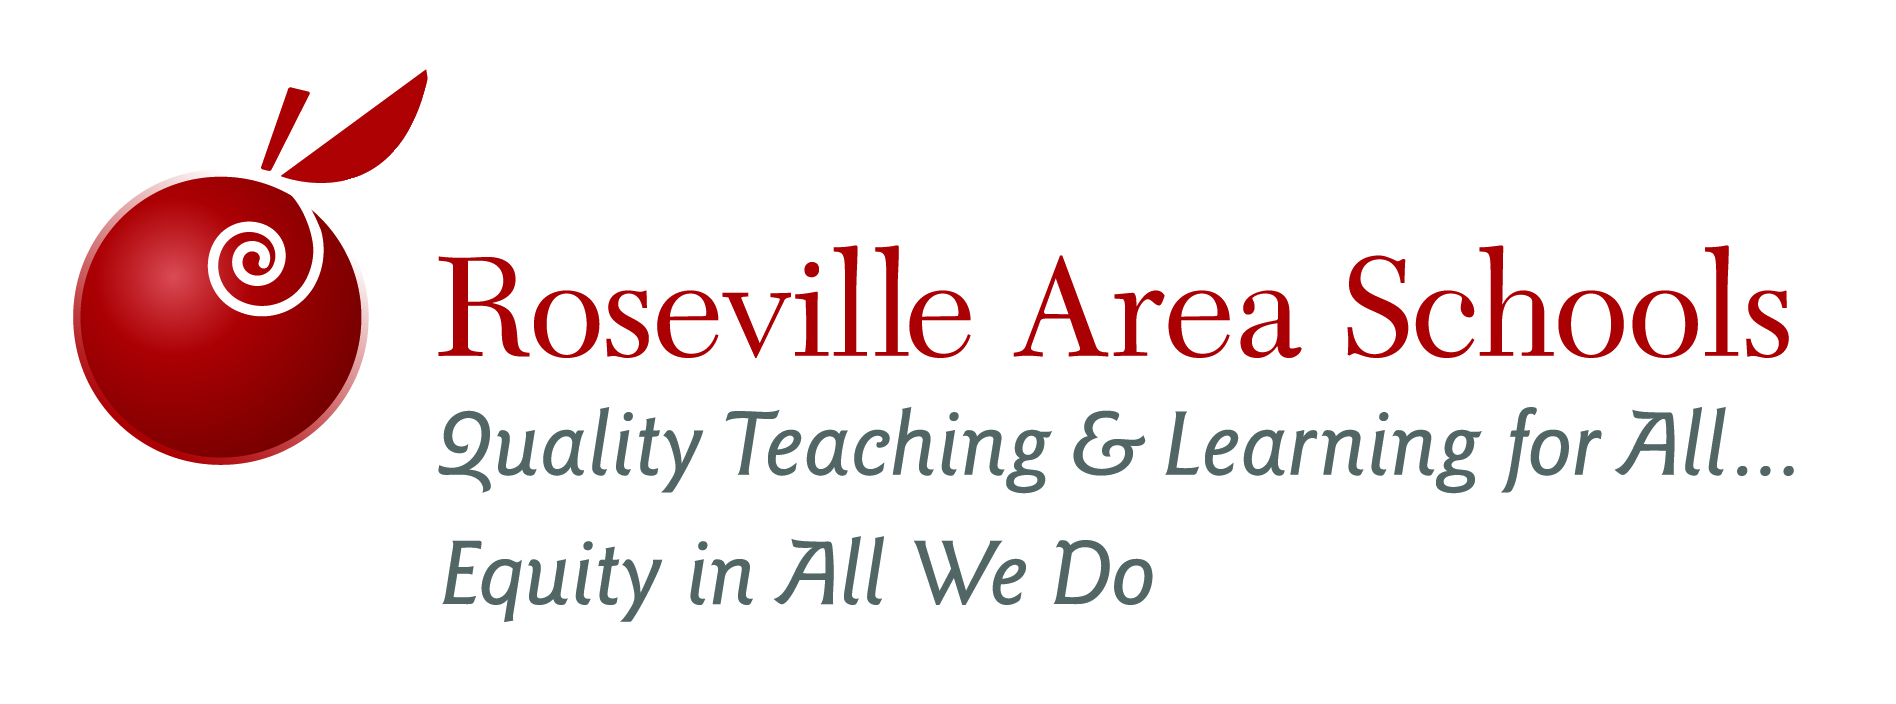 Roseville Area Schools
Quality Teaching & Learning for All...
Equity in All We Do